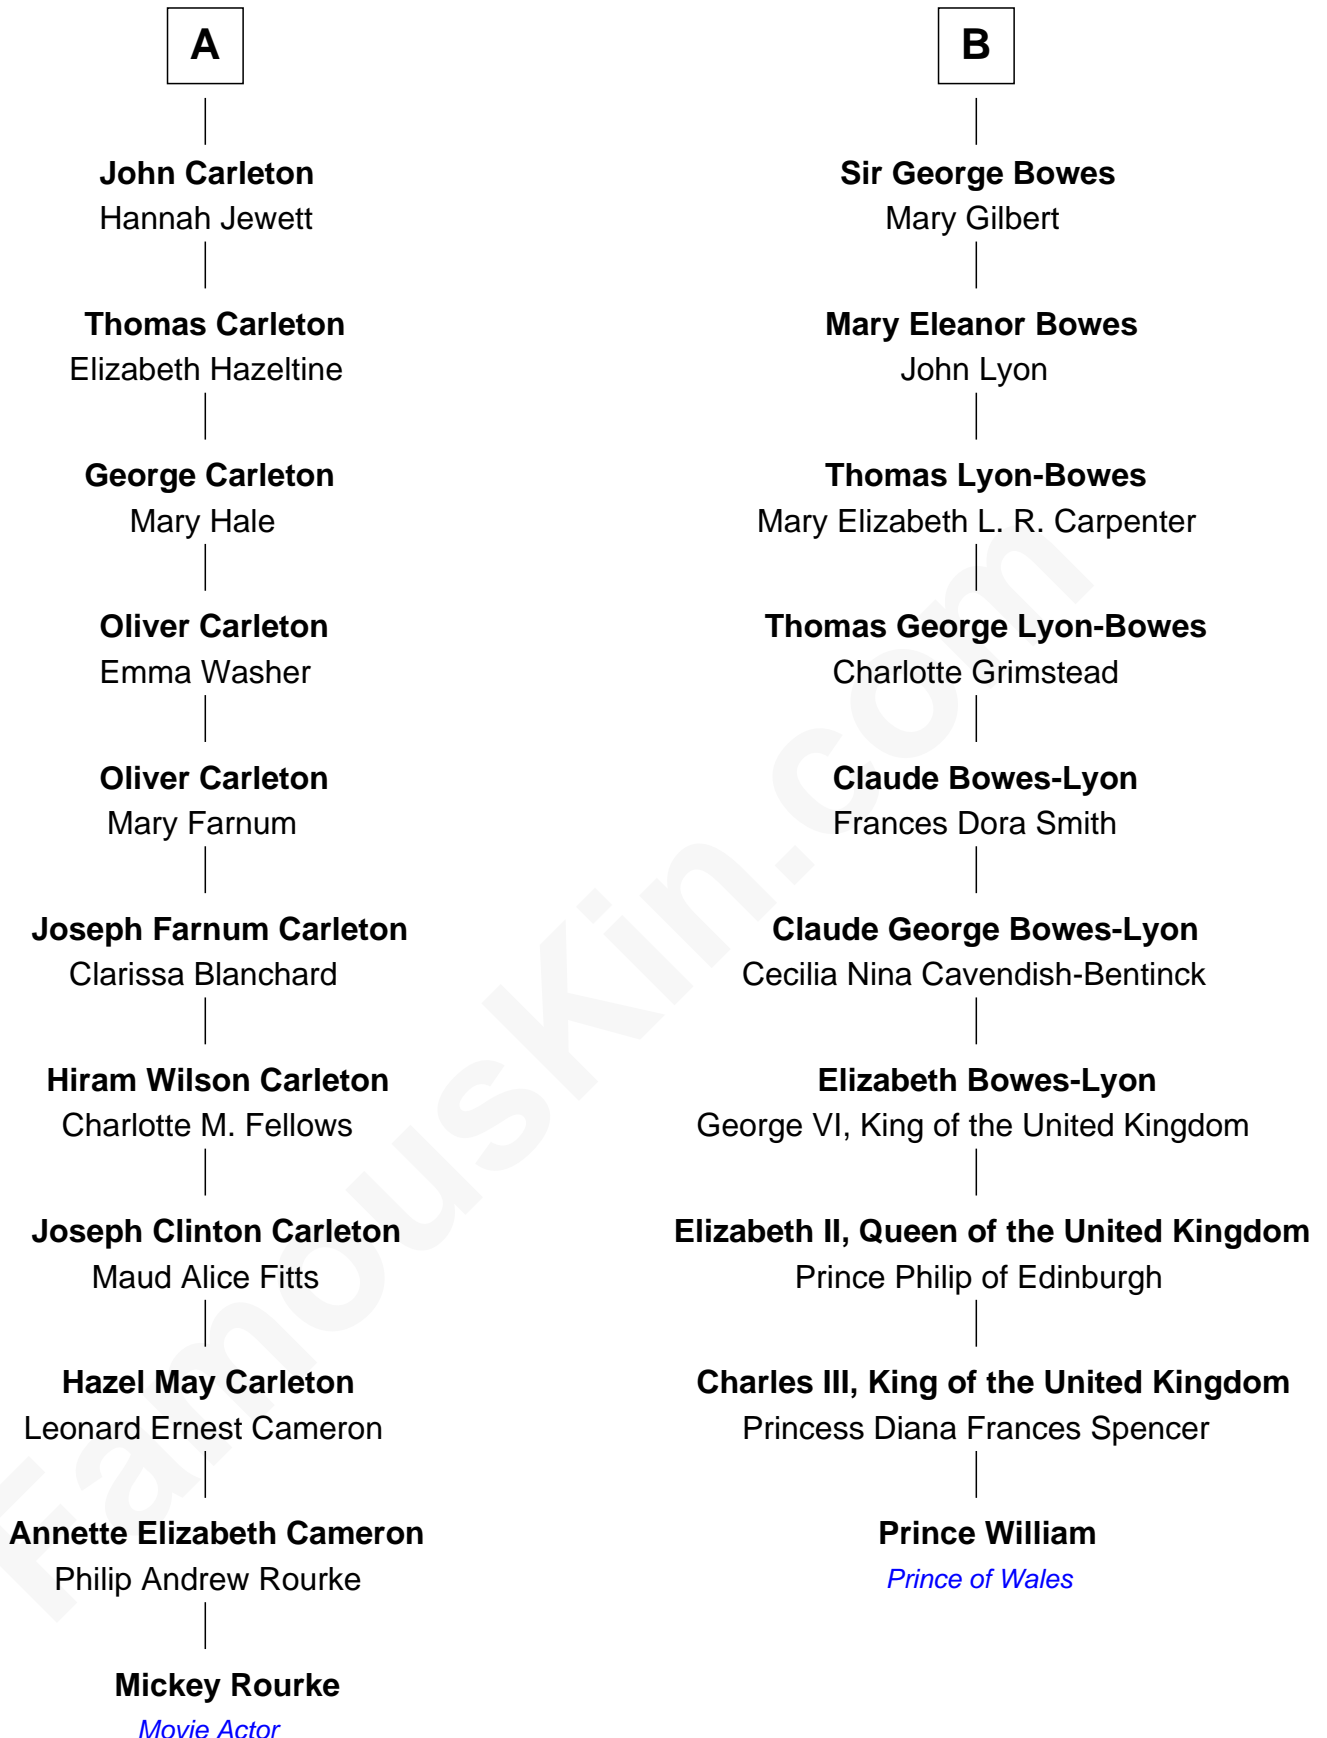 A
John Carleton
Hannah Jewett
Thomas Carleton
Elizabeth Hazeltine
George Carleton
Mary Hale
Oliver Carleton
Emma Washer
Oliver Carleton
Mary Farnum
Joseph Farnum Carleton
Clarissa Blanchard
Hiram Wilson Carleton
Charlotte M. Fellows
Joseph Clinton Carleton
Maud Alice Fitts
Hazel May Carleton
Leonard Ernest Cameron
Annette Elizabeth Cameron
Philip Andrew Rourke
Mickey Rourke
Movie Actor
B
Sir George Bowes
Mary Gilbert
Mary Eleanor Bowes
John Lyon
Thomas Lyon-Bowes
Mary Elizabeth L. R. Carpenter
Thomas George Lyon-Bowes
Charlotte Grimstead
Claude Bowes-Lyon
Frances Dora Smith
Claude George Bowes-Lyon
Cecilia Nina Cavendish-Bentinck
Elizabeth Bowes-Lyon
George VI, King of the United Kingdom
Elizabeth II, Queen of the United Kingdom
Prince Philip of Edinburgh
Charles III, King of the United Kingdom
Princess Diana Frances Spencer
Prince William
Prince of Wales
FamousKin.com